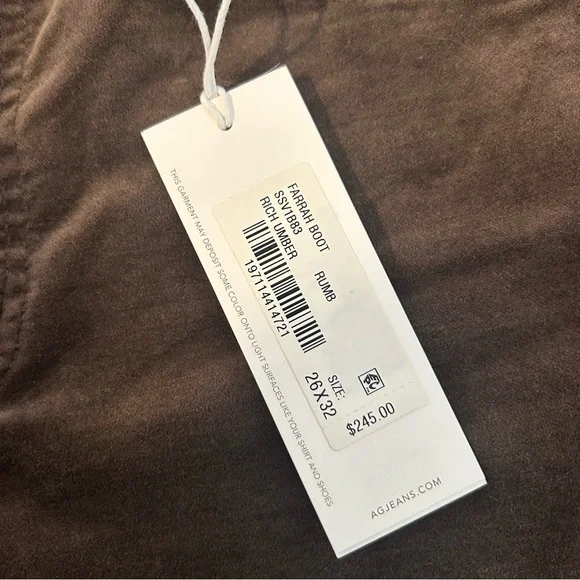 THIS GARMENT MAY DEPOSIT SOME COLOR ONTO LIGHT SURFACES LIKE YOUR SHIRT AND SHOES
FARRAH BOOT
SSV1B83 RUMB
RICH UMBER
197114414721
SIZE:
26X32
$245.00
AGJEANS.COM